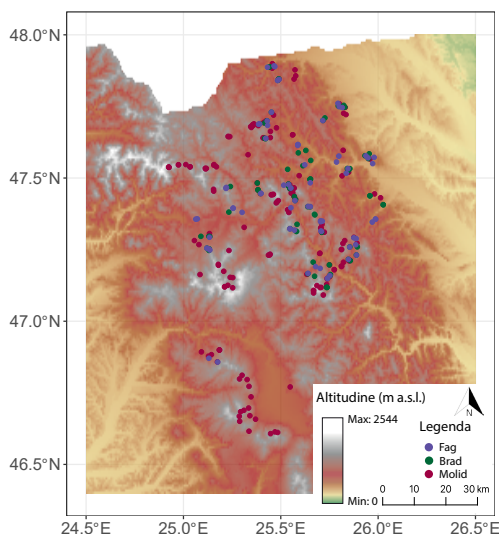 48.0°N
47.5°N
47.0°N
46.5°N
Altitudine (m a.s.l.)
Max: 2544
Min: 0
N
Legenda
Fag
Brad
Molid
0 10 20 30 km
24.5°E 25.0°E 25.5°E 26.0°E 26.5°E